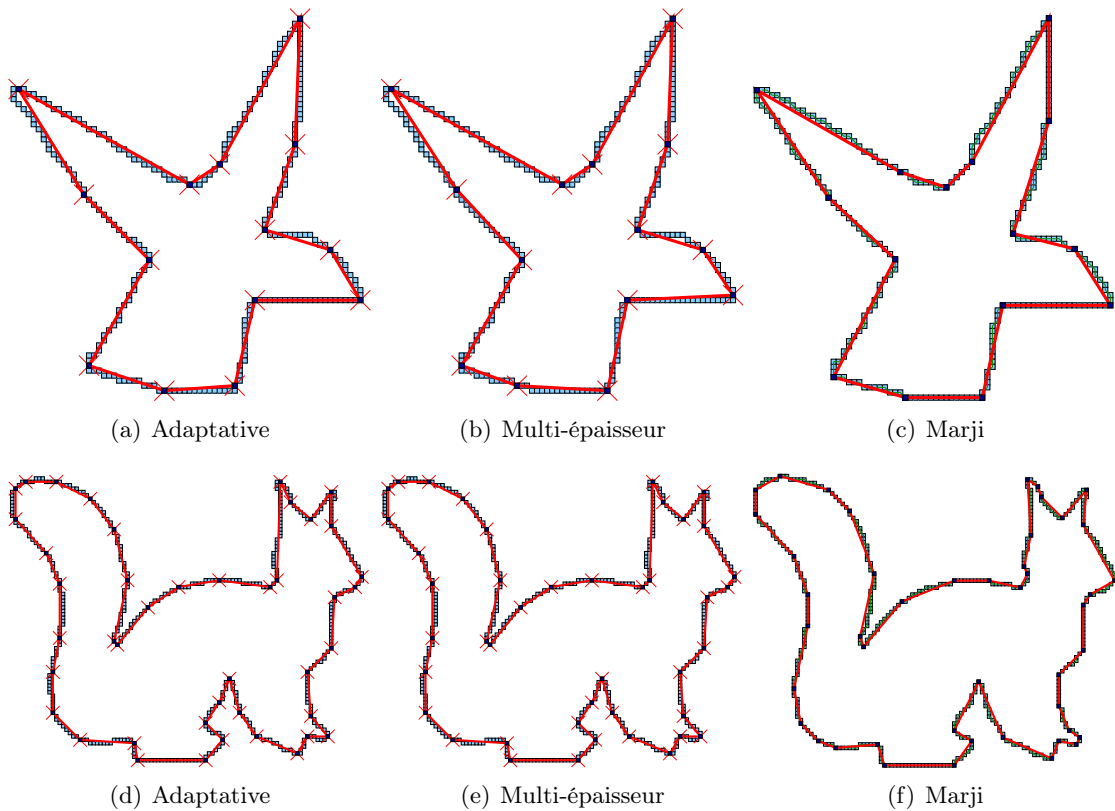 (a) Adaptative (b) Multi-épaisseur (c) Marji
(d) Adaptative (e) Multi-épaisseur (f) Marji